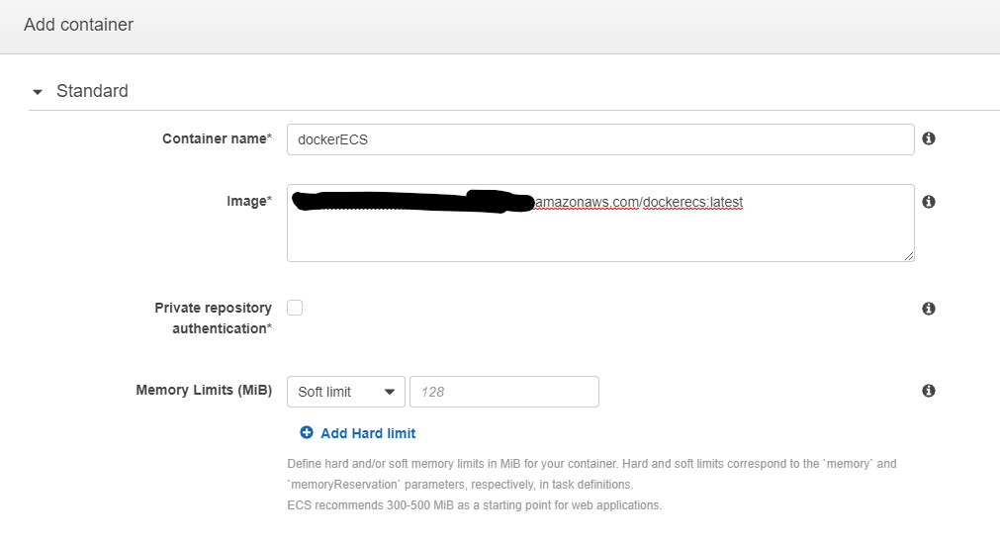 Add container
Standard
Container name*
dockerECS
Image*
amazonaws.com/dockerecs:latest
Private repository
authentication*
Memory Limits (MiB)
Soft limit
128
Add Hard limit
Define hard and/or soft memory limits in MiB for your container. Hard and soft limits correspond to the `memory` and
`memoryReservation` parameters, respectively, in task definitions.
ECS recommends 300-500 MiB as a starting point for web applications.